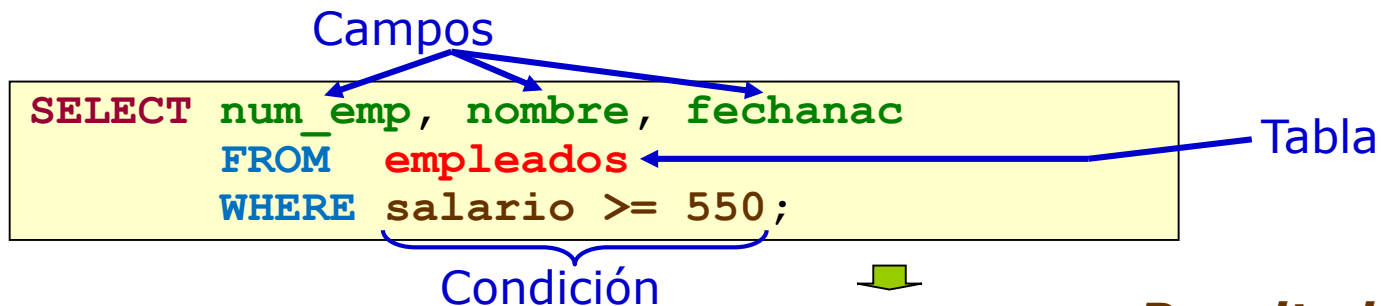 Campos
SELECT num_emp, nombre, fechanac
FROM empleados
Tabla
WHERE salario >= 550;
Condición